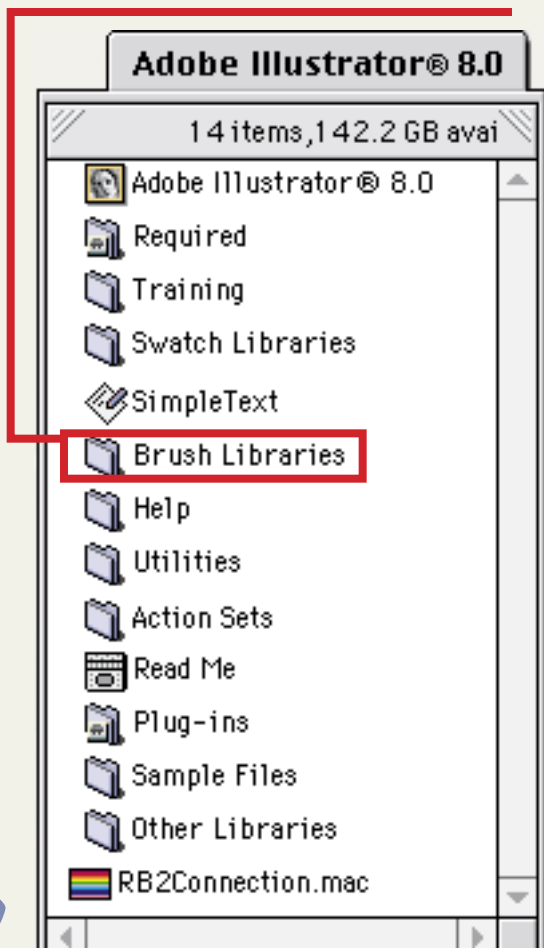 Adobe Illustrator® 8.0
14 items,142.2 GB avai
Adobe Illustrator® 8.0
Required
Training
Swatch Libraries
SimpleText
Brush Libraries
Help
Utilities
Action Sets
Read Me
Plug-ins
Sample Files
Other Libraries
RB2Connection.mac